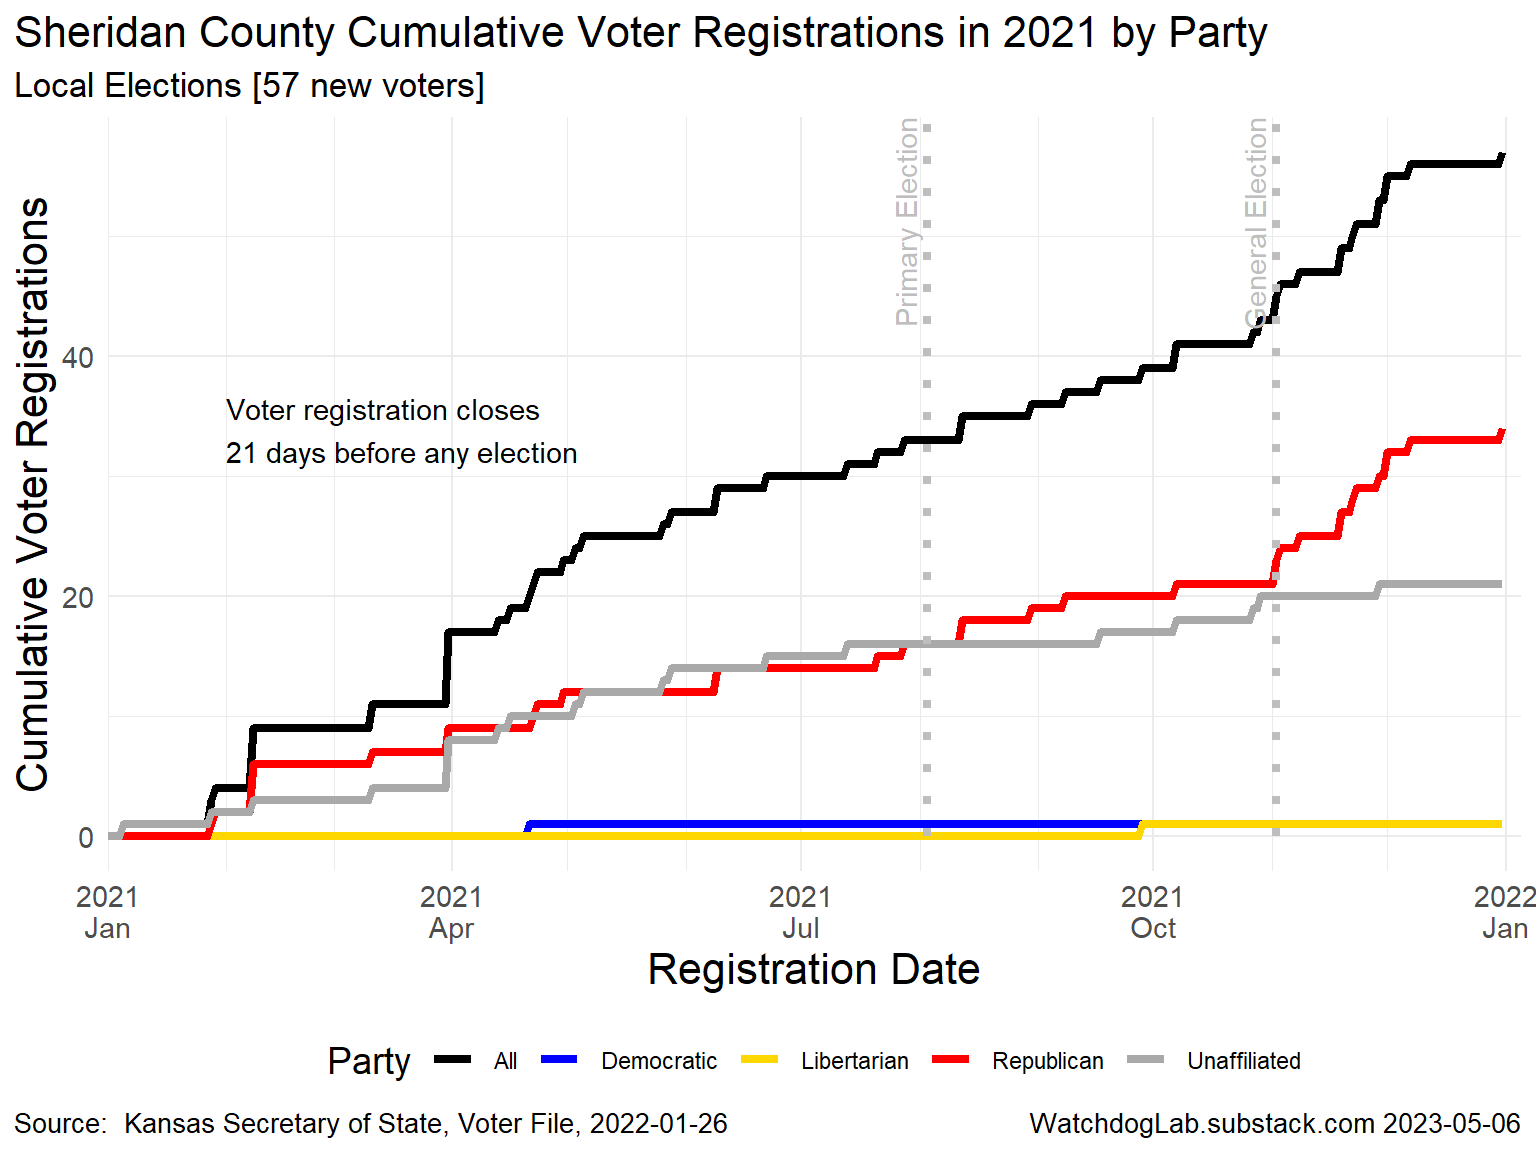 Sheridan County Cumulative Voter Registrations in 2021 by Party
Local Elections [57 new voters]
Cumulative Voter Registrations
40
20
0
Primary Election
General Election
Voter registration closes
21 days before any election
2021 2021 2021 2021 2022
Jan Apr Jul Oct Jan
Registration Date
Party All Democratic Libertarian Republican Unaffiliated
Source:  Kansas Secretary of State, Voter File, 2022-01-26
WatchdogLab.substack.com 2023-05-06